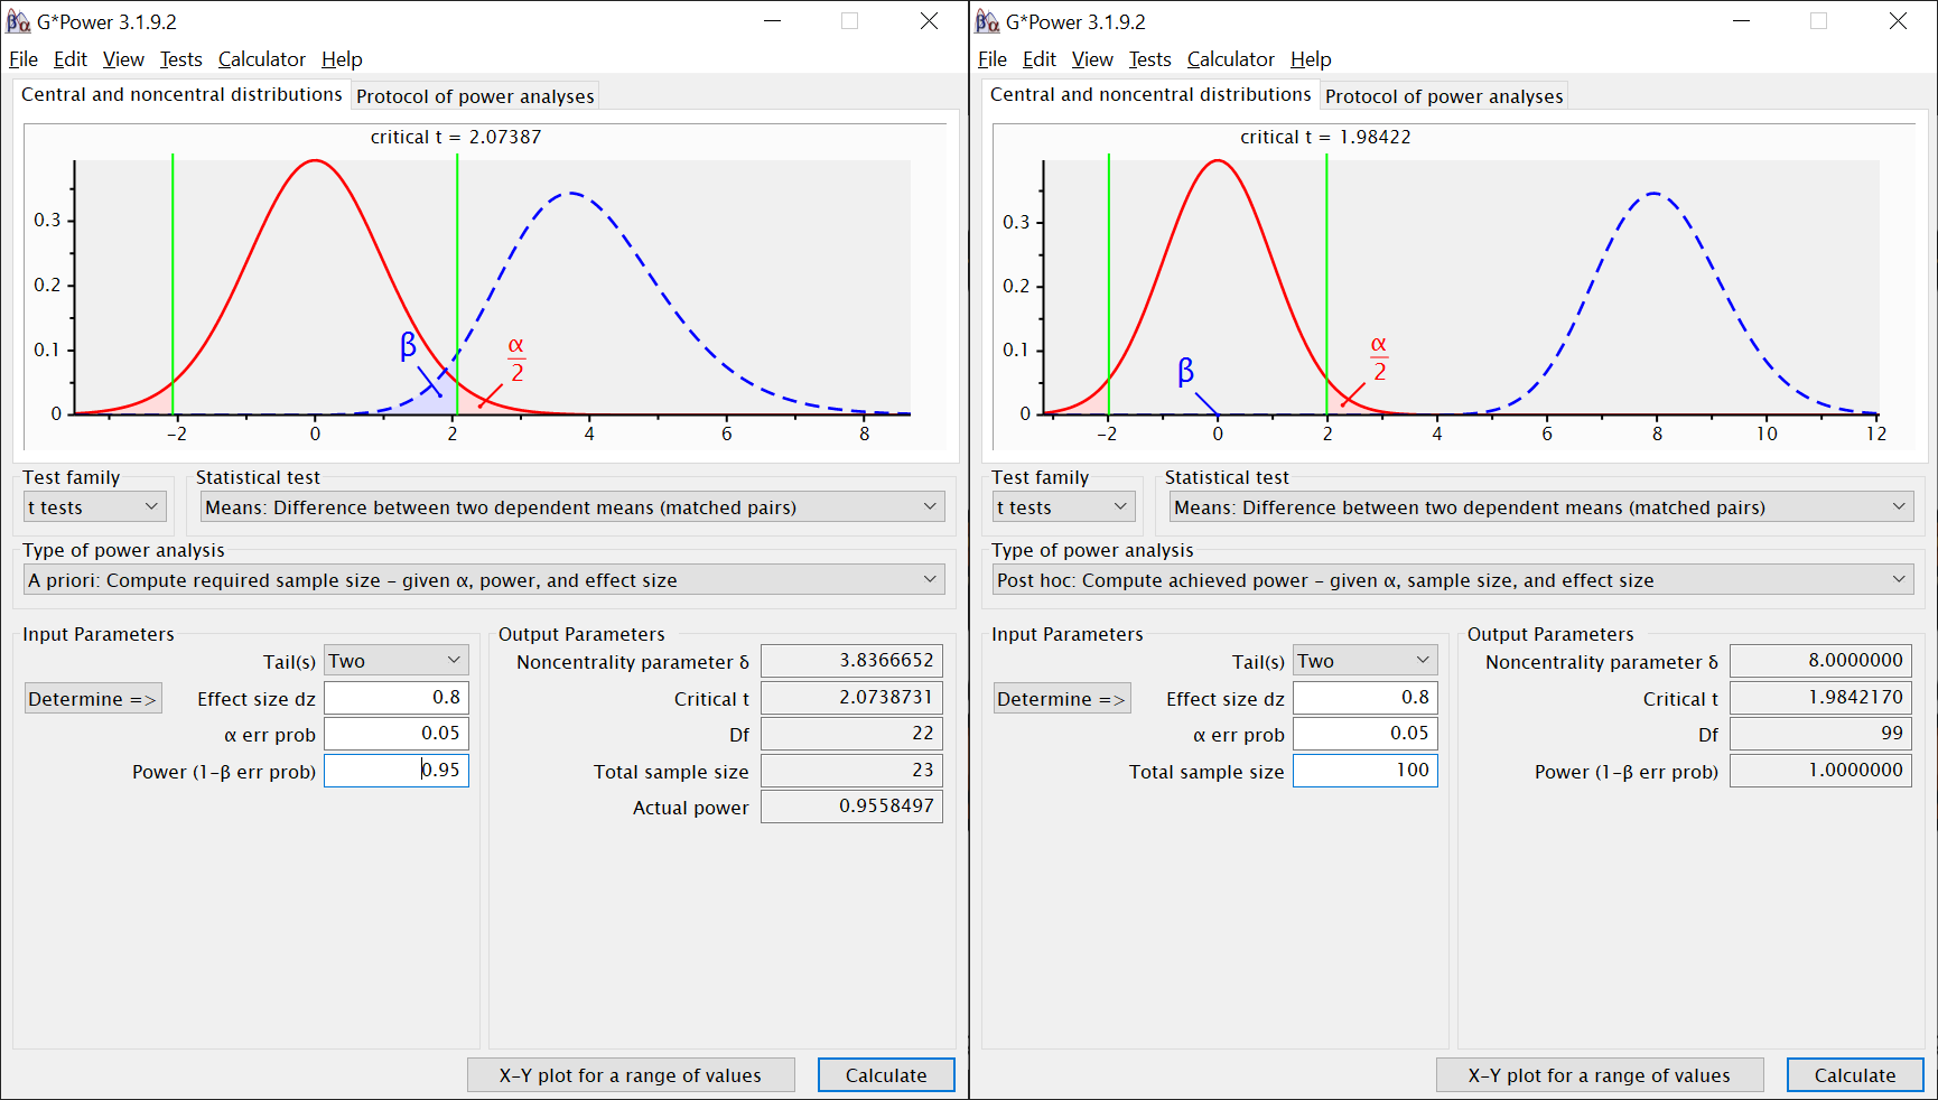 G*Power 3.1.9.2
File Edit View Tests Calculator Help
Central and noncentral distributions Protocol of power analyses
critical t = 2.07387
0.3
0.2
0.1
0
β
α
2
-2 0 2 4 6 8
Test family Statistical test
t tests Means: Difference between two dependent means (matched pairs)
Type of power analysis
A priori: Compute required sample size - given α, power, and effect size
Input Parameters
Tail(s) Two
Determine => Effect size dz 0.8
α err prob 0.05
Power (1-β err prob) 0.95
Output Parameters
Noncentrality parameter δ 3.8366652
Critical t 2.0738731
Df 22
Total sample size 23
Actual power 0.9558497
X-Y plot for a range of values Calculate
G*Power 3.1.9.2
File Edit View Tests Calculator Help
Central and noncentral distributions Protocol of power analyses
critical t = 1.98422
0.3
0.2
0.1
0
β
α
2
-2 0 2 4 6 8 10 12
Test family Statistical test
t tests Means: Difference between two dependent means (matched pairs)
Type of power analysis
Post hoc: Compute achieved power - given α, sample size, and effect size
Input Parameters
Tail(s) Two
Determine => Effect size dz 0.8
α err prob 0.05
Total sample size 100
Output Parameters
Noncentrality parameter δ 8.0000000
Critical t 1.9842170
Df 99
Power (1-β err prob) 1.0000000
X-Y plot for a range of values Calculate